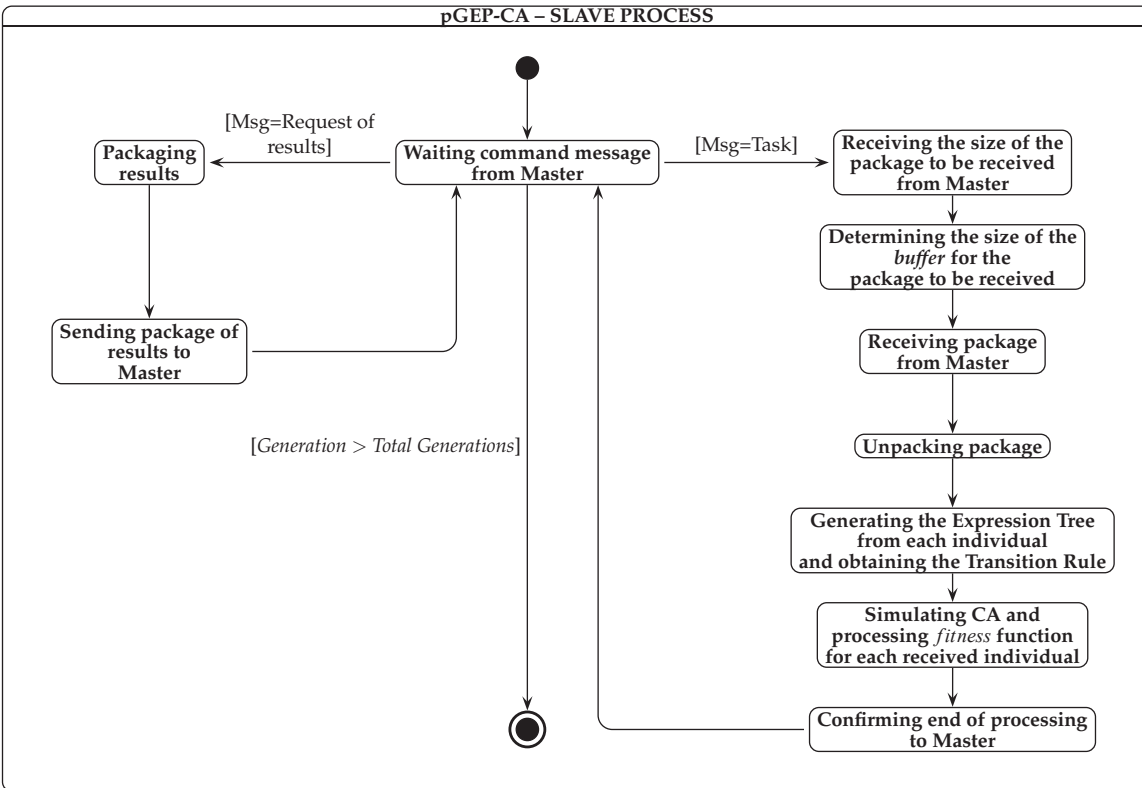 pGEP-CA – SLAVE PROCESS
[Msg=Request of
results]
Packaging
results
Waiting command message
from Master
[Msg=Task]
Receiving the size of the
package to be received
from Master
Determining the size of the
buffer for the
package to be received
Sending package of
results to
Master
Receiving package
from Master
[Generation > Total Generations]
Unpacking package
Generating the Expression Tree
from each individual
and obtaining the Transition Rule
Simulating CA and
processing fitness function
for each received individual
Confirming end of processing
to Master